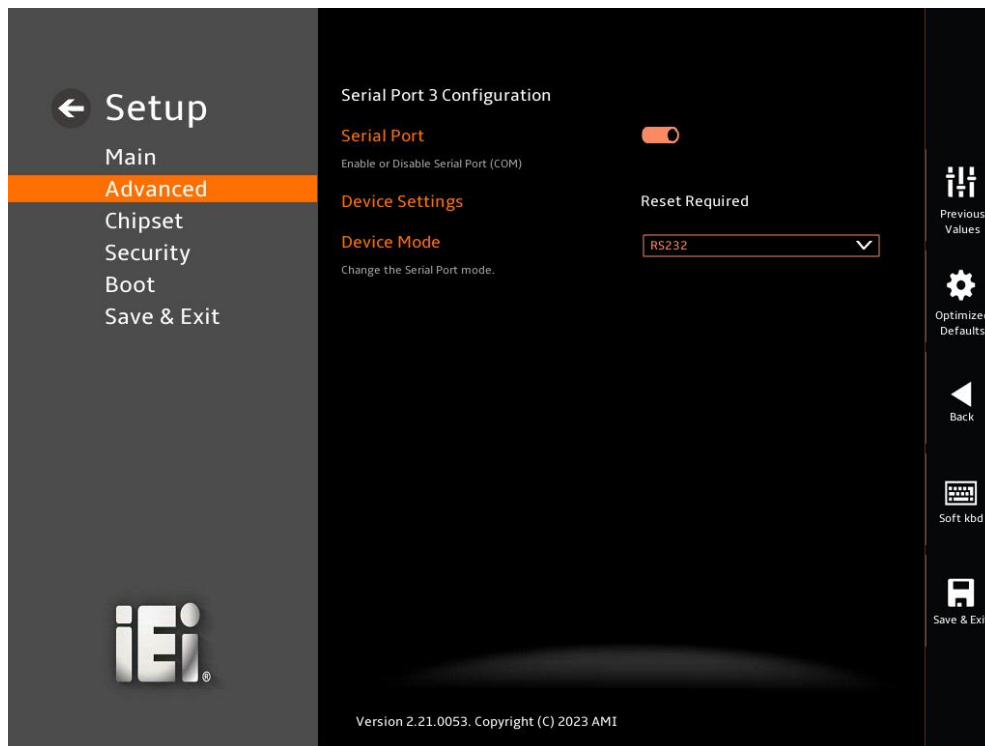 Setup
Main
Advanced
Chipset
Security
Boot
Save & Exit
iEi
®
Serial Port 3 Configuration
Serial Port
Enable or Disable Serial Port (COM)
Device Settings
Reset Required
Device Mode
RS232
Change the Serial Port mode.
Version 2.21.0053. Copyright (C) 2023 AMI
Previous
Values
Optimized
Defaults
Back
Soft kbd
Save & Exi